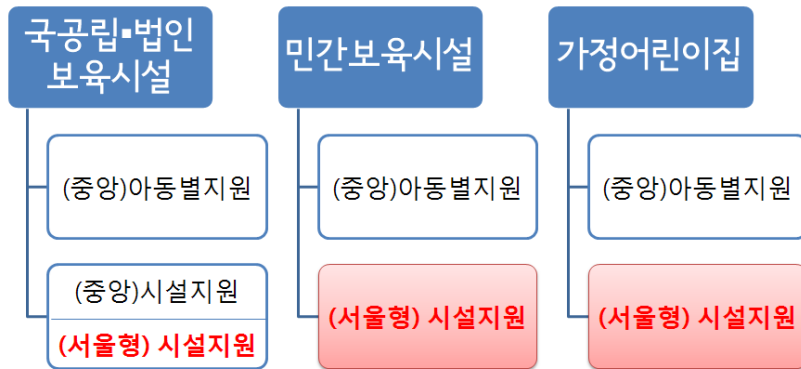 국공립▪법인
보육시설
(중앙)아동별지원
(중앙)시설지원
(서울형) 시설지원
민간보육시설
(중앙)아동별지원
(서울형) 시설지원
가정어린이집
(중앙)아동별지원
(서울형) 시설지원